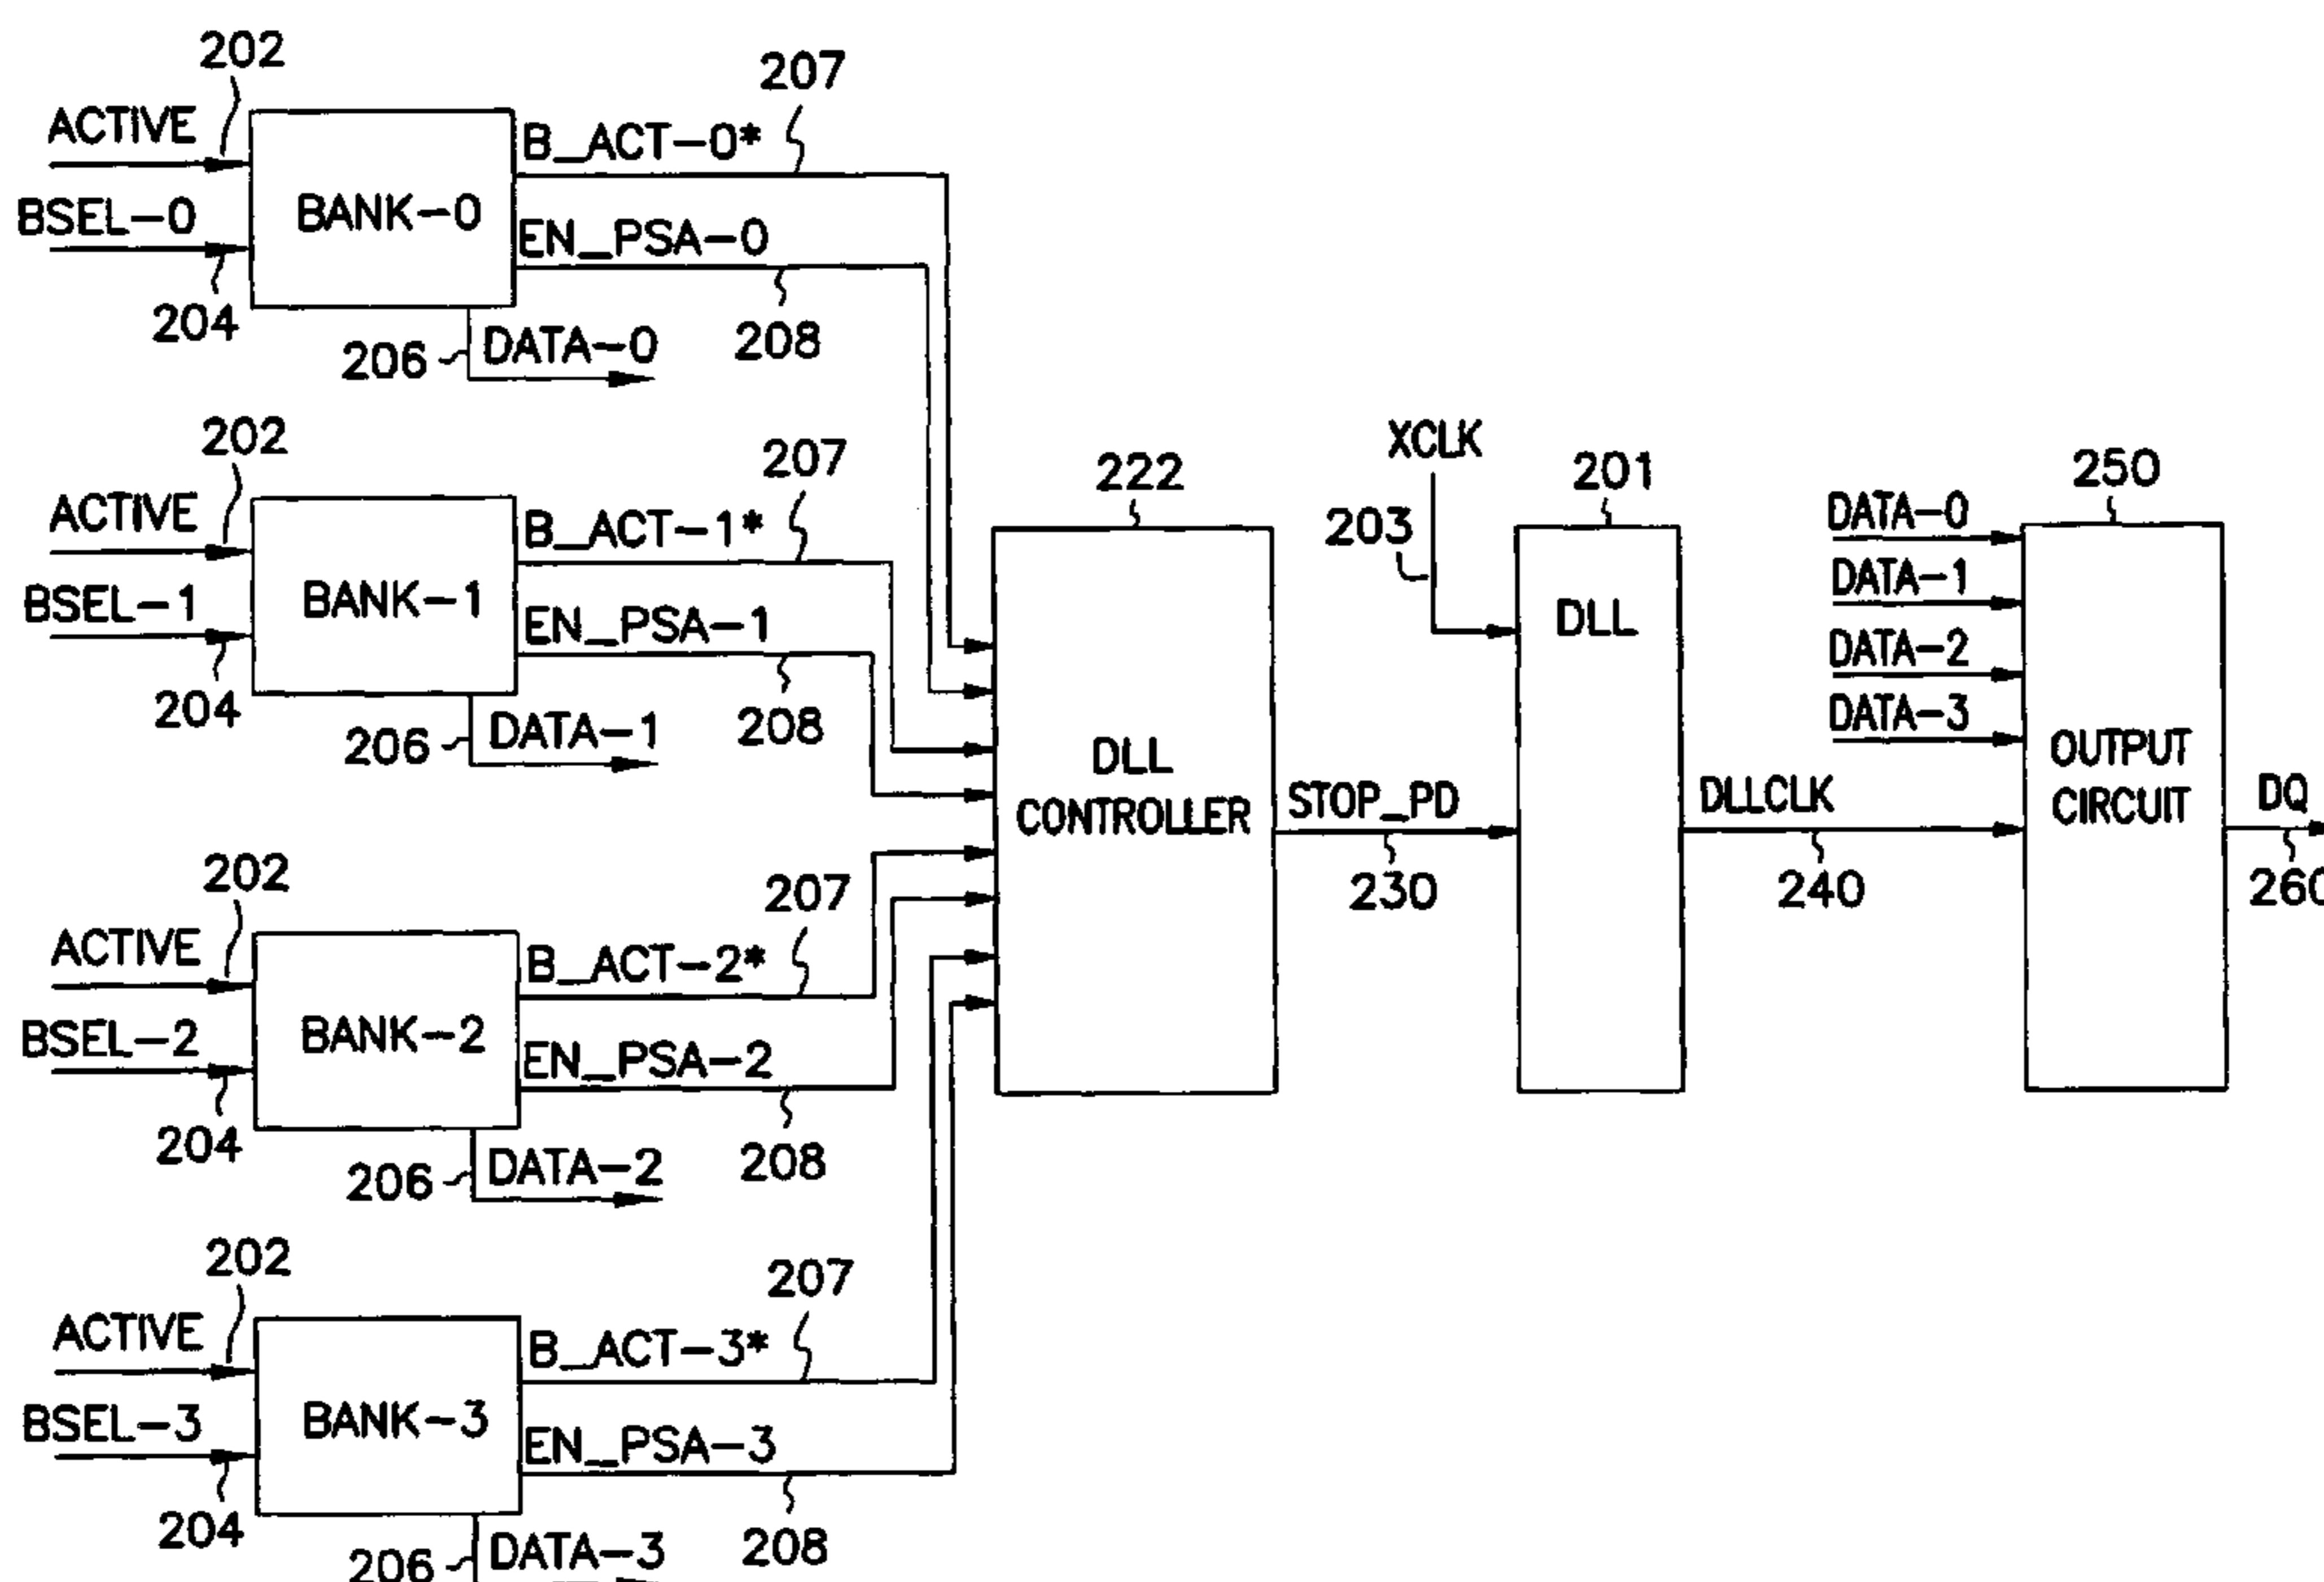 202
207
ACTIVE
B_ACT-0*
BSEL-0
BANK-0
EN_PSA-0
204
206
DATA-0
208
202
207
ACTIVE
B_ACT-1*
BSEL-1
BANK-1
EN_PSA-1
204
206
DATA-1
208
202
207
ACTIVE
B_ACT-2*
BSEL-2
BANK-2
EN_PSA-2
204
206
DATA-2
208
202
207
ACTIVE
B_ACT-3*
BSEL-3
BANK-3
EN_PSA-3
204
206
DATA-3
208
222
DLL
CONTROLLER
STOP_PD
230
XCLK
203
201
DLL
DLLCLK
240
250
DATA-0
DATA-1
DATA-2
DATA-3
OUTPUT
CIRCUIT
DQ
260